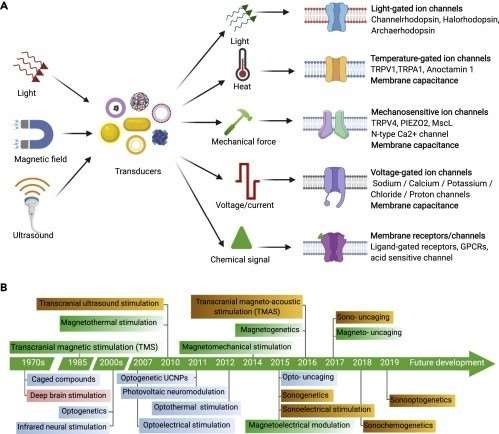 A
Light
Magnetic field
Ultrasound
Transducers
Light
Heat
Mechanical force
Voltage/current
Chemical signal
Light-gated ion channels
Channelrhodopsin, Halorhodopsin,
Archaerhodopsin
Temperature-gated ion channels
TRPV1,TRPA1, Anoctamin 1
Membrane capacitance
Mechanosensitive ion channels
TRPV4, PIEZO2, MscL
N-type Ca2+ channel
Membrane capacitance
Voltage-gated ion channels
Sodium / Calcium / Potassium /
Chloride / Proton channels
Membrane capacitance
Membrane receptors/channels
Ligand-gated receptors, GPCRs,
acid sensitive channel
B
Transcranial ultrasound stimulation
Magnetothermal stimulation
Transcranial magnetic stimulation (TMS)
Transcranial magneto-acoustic
stimulation (TMAS)
Magnetogenetics
Magnetomechanical stimulation
Sono- uncaging
Magneto- uncaging
1970s 1985 2000s 2007 2010 2011 2012 2014 2015 2016 2017 2018 2019 Future development
Caged compounds
Deep brain stimulation
Optogenetics
Infrared neural stimulation
Optogenetic UCNPs
Photovoltaic neuromodulation
Optothermal stimulation
Optoelectrical stimulation
Opto- uncaging
Sonogenetics
Sonoelectrical stimulation
Magnetoelectrical modulation
Sonooptogenetics
Sonochemogenetics